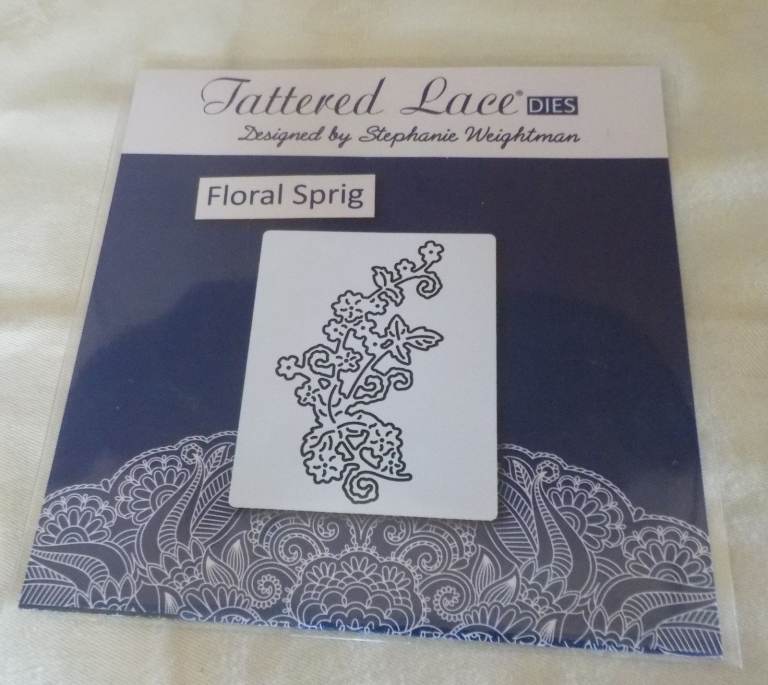 Tattered Lace® DIES
Designed by Stephanie Weightman
Floral Sprig